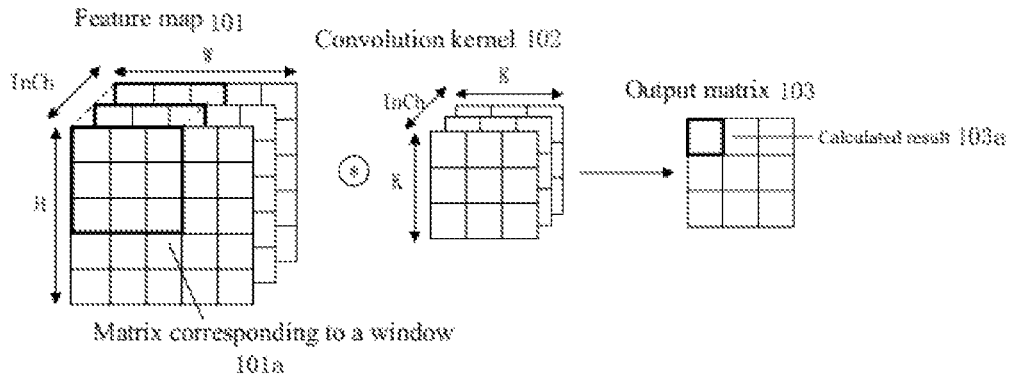 Feature map 101
Convolution kernel 102
InCh
InCh
K
Output matrix 103
Calculated result 103a
K
Matrix corresponding to a window
101a